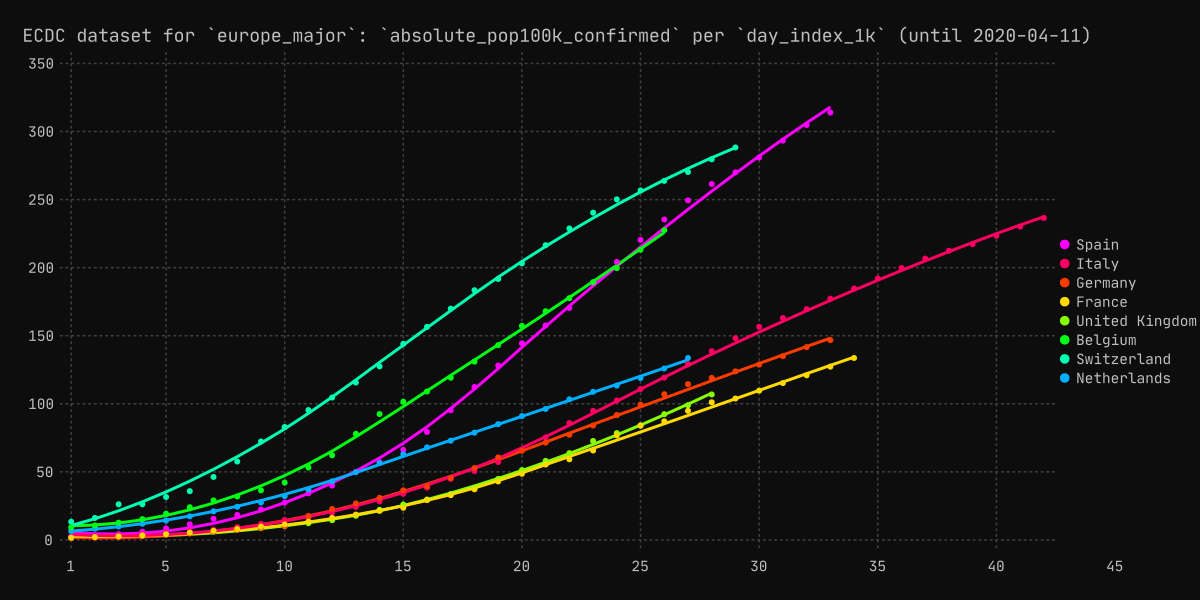 ECDC dataset for `europe_major`: `absolute_pop100k_confirmed` per `day_index_1k` (until 2020-04-11)
350
300
250
200
150
100
50
0
1 5 10 15 20 25 30 35 40 45
Spain
Italy
Germany
France
United Kingdom
Belgium
Switzerland
Netherlands